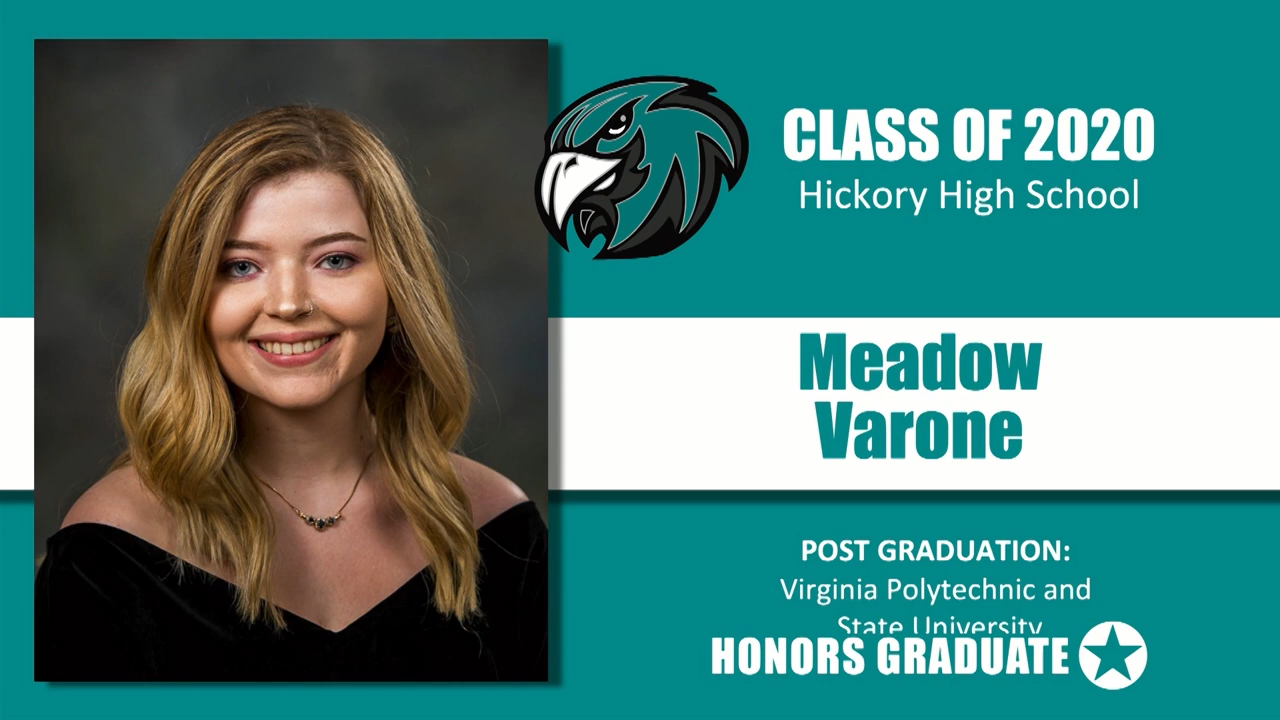 CLASS OF 2020
Hickory High School
Meadow
Varone
POST GRADUATION:
Virginia Polytechnic and
State University
HONORS GRADUATE